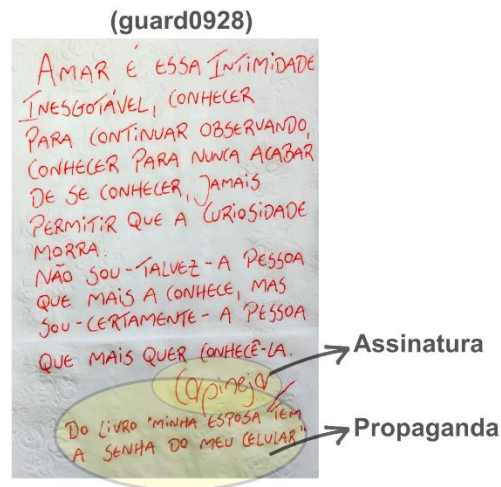 (guard0928)
AMAR É ESSA INTIMIDADE
INESGOTÁVEL, CONHECER
PARA CONTINUAR OBSERVANDO,
CONHECER PARA NUNCA ACABAR
DE SE CONHECER, JAMAIS
PERMITIR QUE A CURIOSIDADE
MORRA.
NÃO SOU - TALVEZ - A PESSOA
QUE MAIS A CONHECE, MAS
SOU - CERTAMENTE - A PESSOA
QUE MAIS QUER CONHECÊ-LA.
Carpinejar
DO LIVRO "MINHA ESPOSA TEM
A SENHA DO MEU CELULAR"
Assinatura
Propaganda